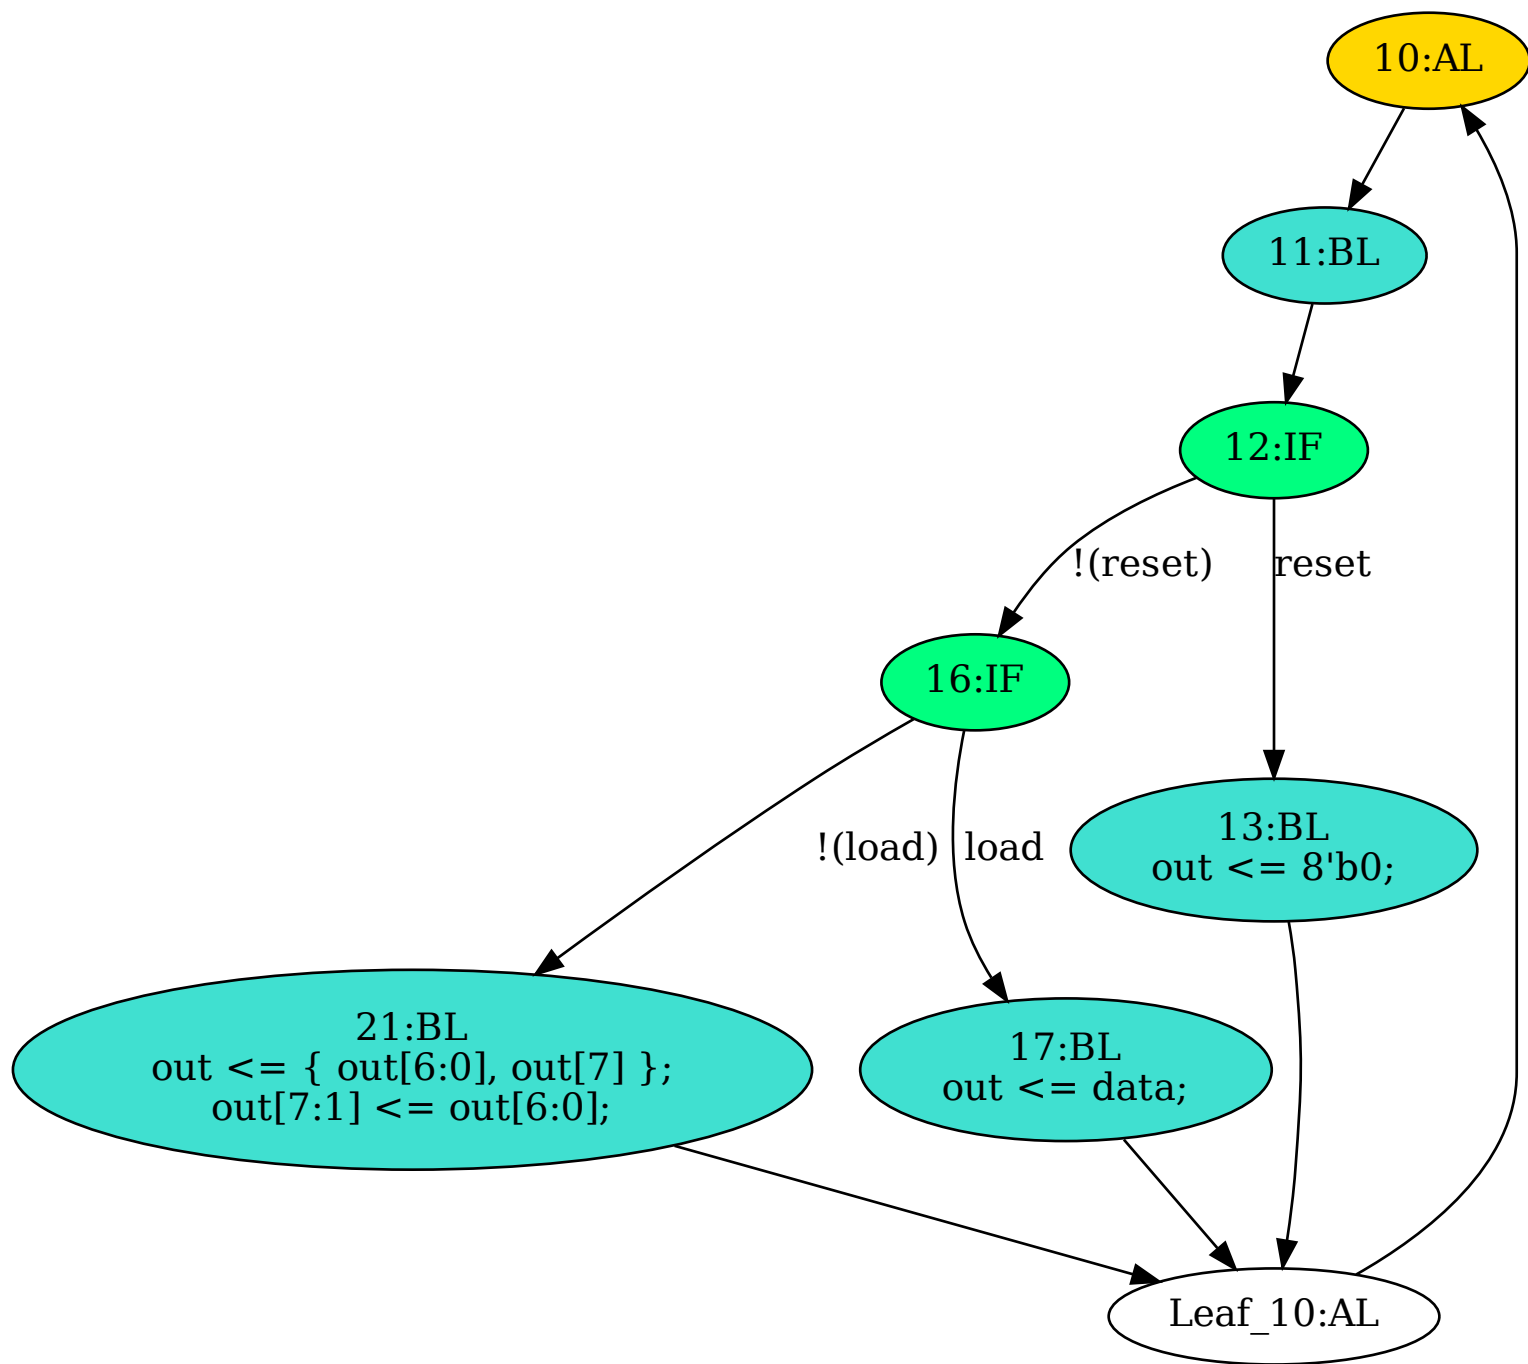 10:AL
11:BL
12:IF
!(reset)
reset
16:IF
!(load)
load
13:BL
out <= 8'b0;
21:BL
out <= { out[6:0], out[7] };
out[7:1] <= out[6:0];
17:BL
out <= data;
Leaf_10:AL